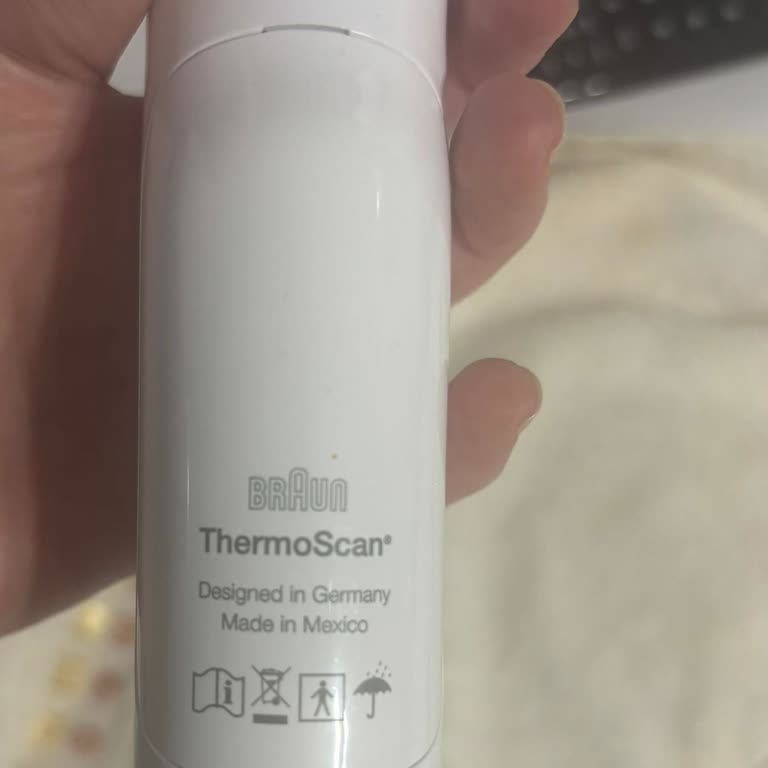 BRAUN
ThermoScan®
Designed in Germany
Made in Mexico